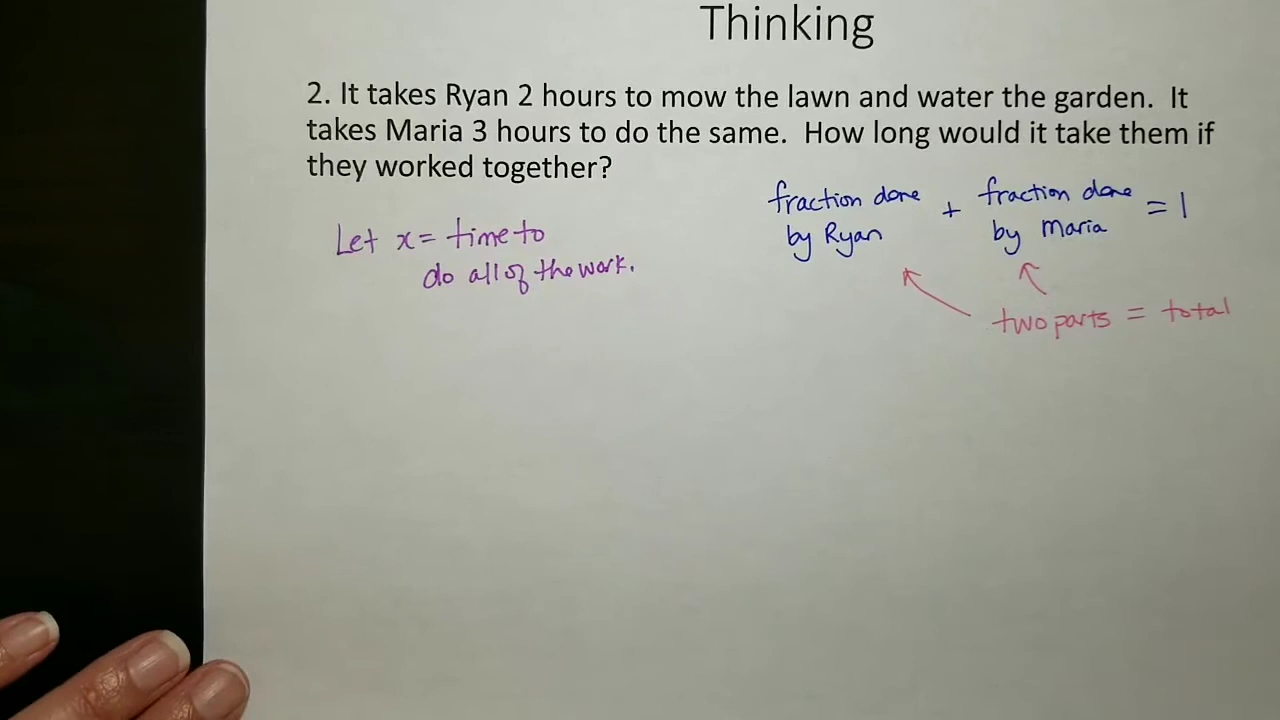 Thinking
2. It takes Ryan 2 hours to mow the lawn and water the garden. It
takes Maria 3 hours to do the same. How long would it take them if
they worked together?
fraction done + fraction done = 1
by Ryan by Maria
Let x = time to
do all of the work.
two parts = total